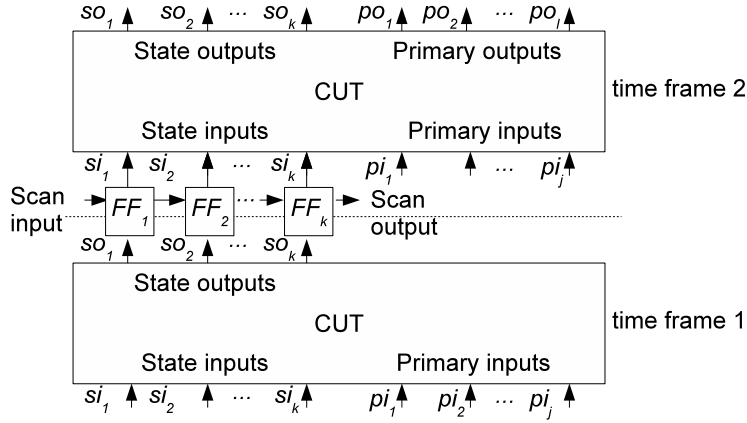 so1 so2 ... sok po1 po2 ... pol
State outputs Primary outputs
CUT time frame 2
State inputs Primary inputs
si1 si2 ... sik pi1 ... pij
Scan input FF1 FF2 ... FFk Scan output
so1 so2 ... sok
State outputs
CUT time frame 1
State inputs Primary inputs
si1 si2 ... sik pi1 pi2 ... pij